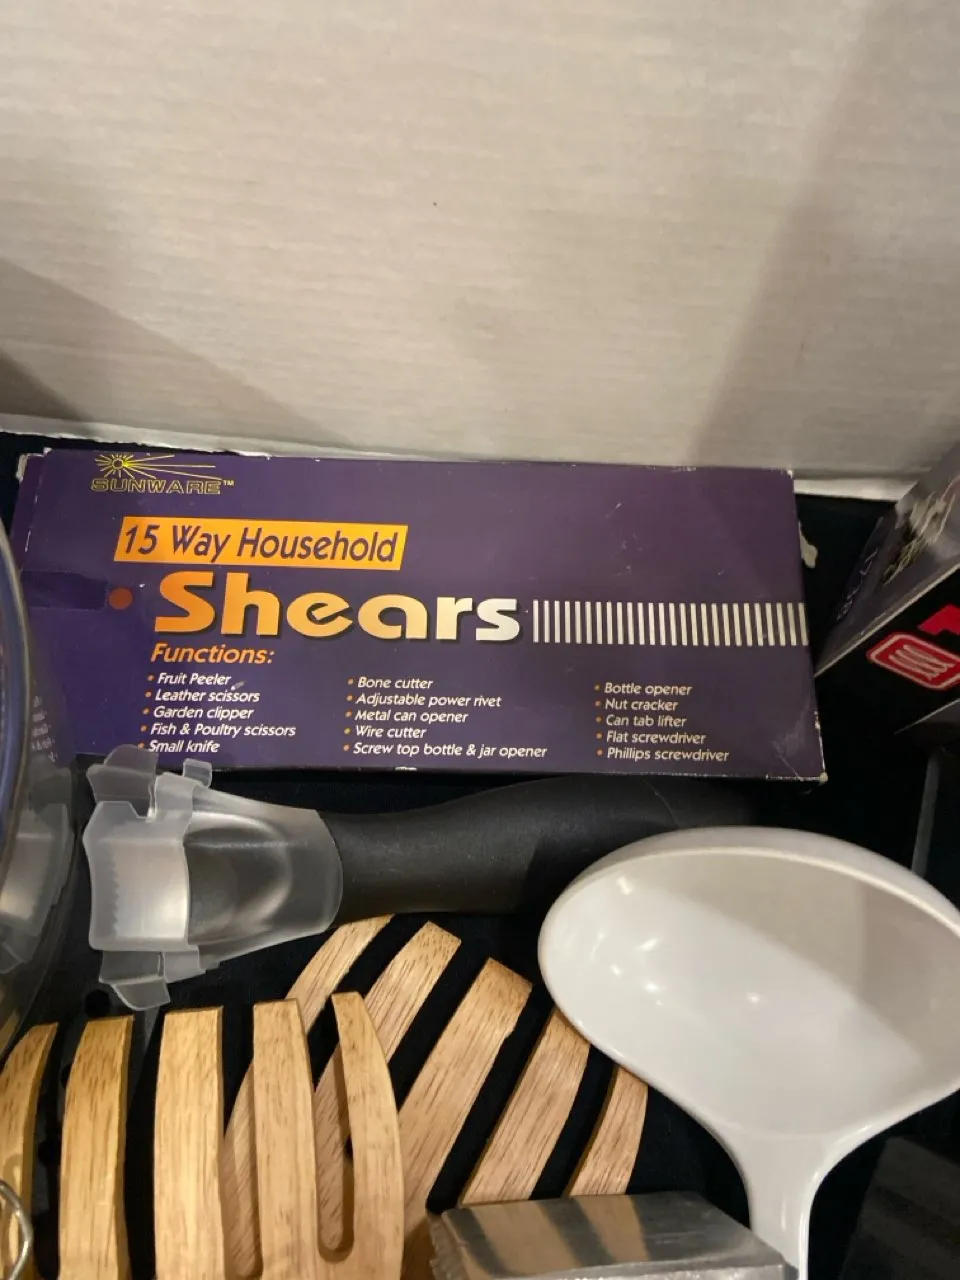 SUNWARE™
15 Way Household
Shears
Functions:
• Fruit Peeler
• Leather scissors
• Garden clipper
• Fish & Poultry scissors
• Small knife
• Bone cutter
• Adjustable power rivet
• Metal can opener
• Wire cutter
• Screw top bottle & jar opener
• Bottle opener
• Nut cracker
• Can tab lifter
• Flat screwdriver
• Phillips screwdriver